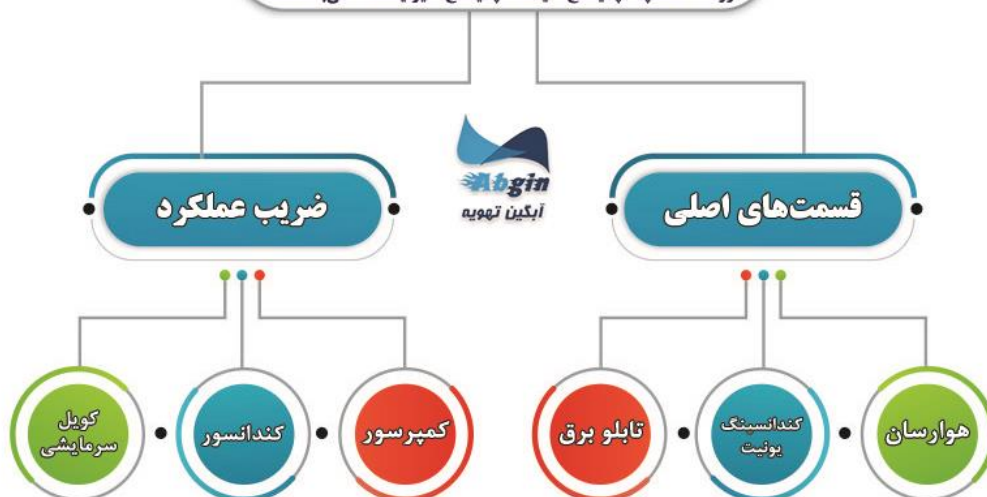 قسمت‌های اصلی
هوارسان
کندانسینگ
یونیت
تابلو برق
Abgin
آبگین تهویه
ضریب عملکرد
کمپرسور
کندانسور
کویل
سرمایشی